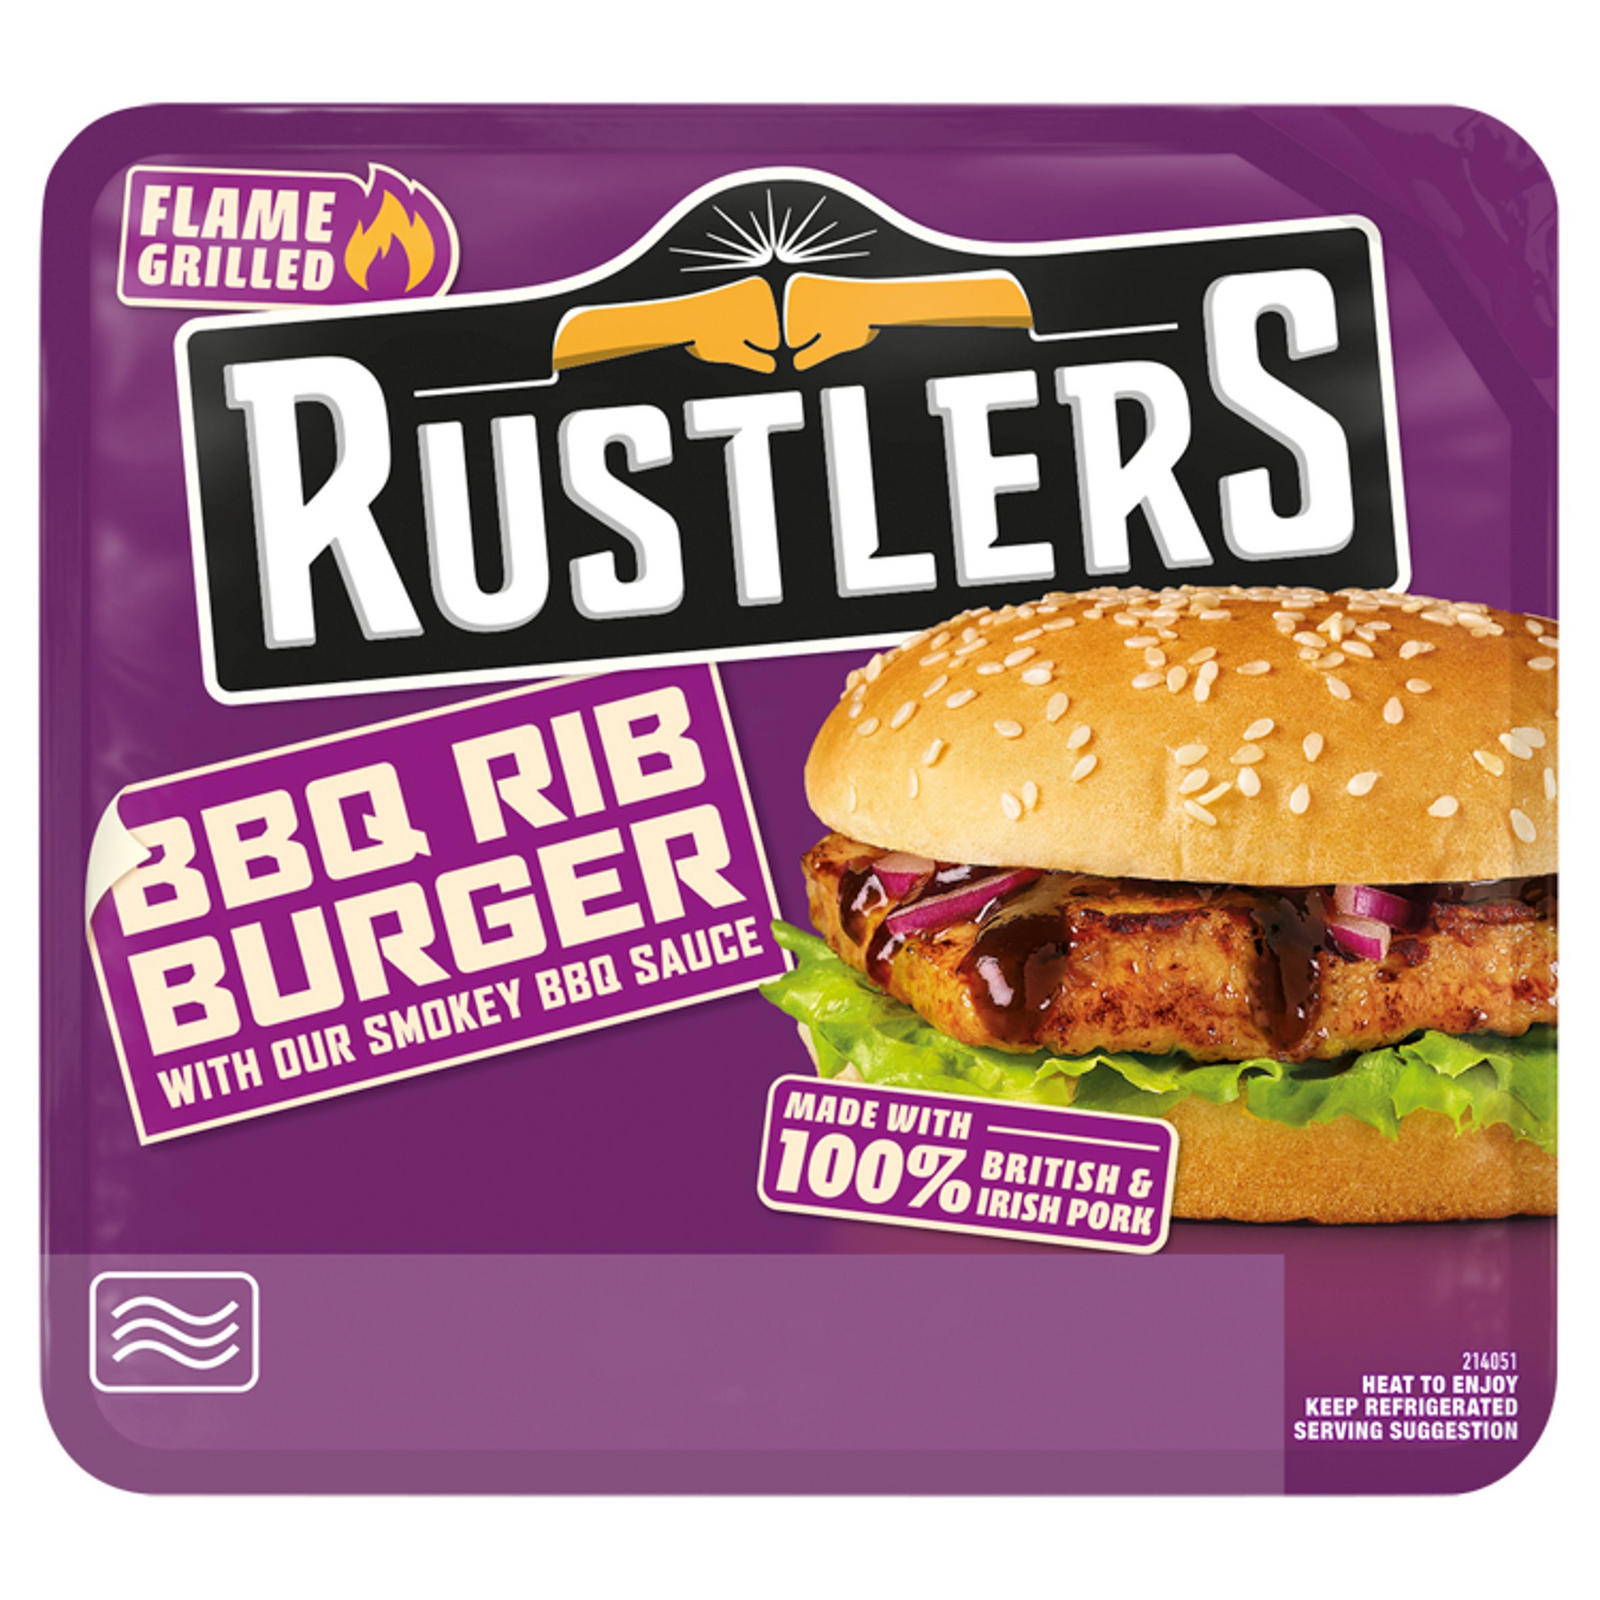 FLAME
GRILLED
RUSTLERS
BBQ RIB
BURGER
WITH OUR SMOKEY BBQ SAUCE
MADE WITH
100% BRITISH &
IRISH PORK
214051
HEAT TO ENJOY
KEEP REFRIGERATED
SERVING SUGGESTION